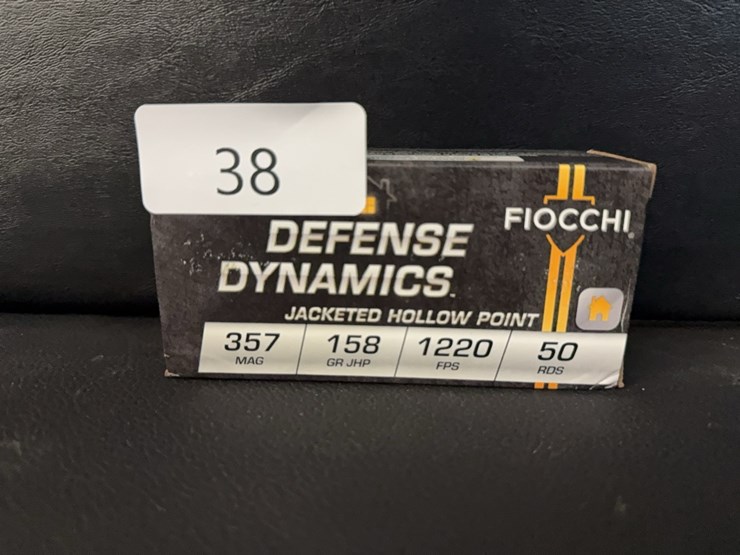 38
FIOCCHI
DEFENSE
DYNAMICS
JACKETED HOLLOW POINT
357 158 1220 50
MAG GR JHP FPS RDS